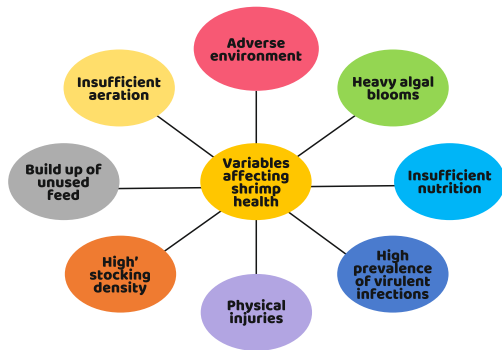 Adverse
environment
Insufficient
aeration
Heavy algal
blooms
Variables
affecting
shrimp
health
Build up of
unused
feed
Insufficient
nutrition
High'
stocking
density
High
prevalence
of virulent
infections
Physical
injuries